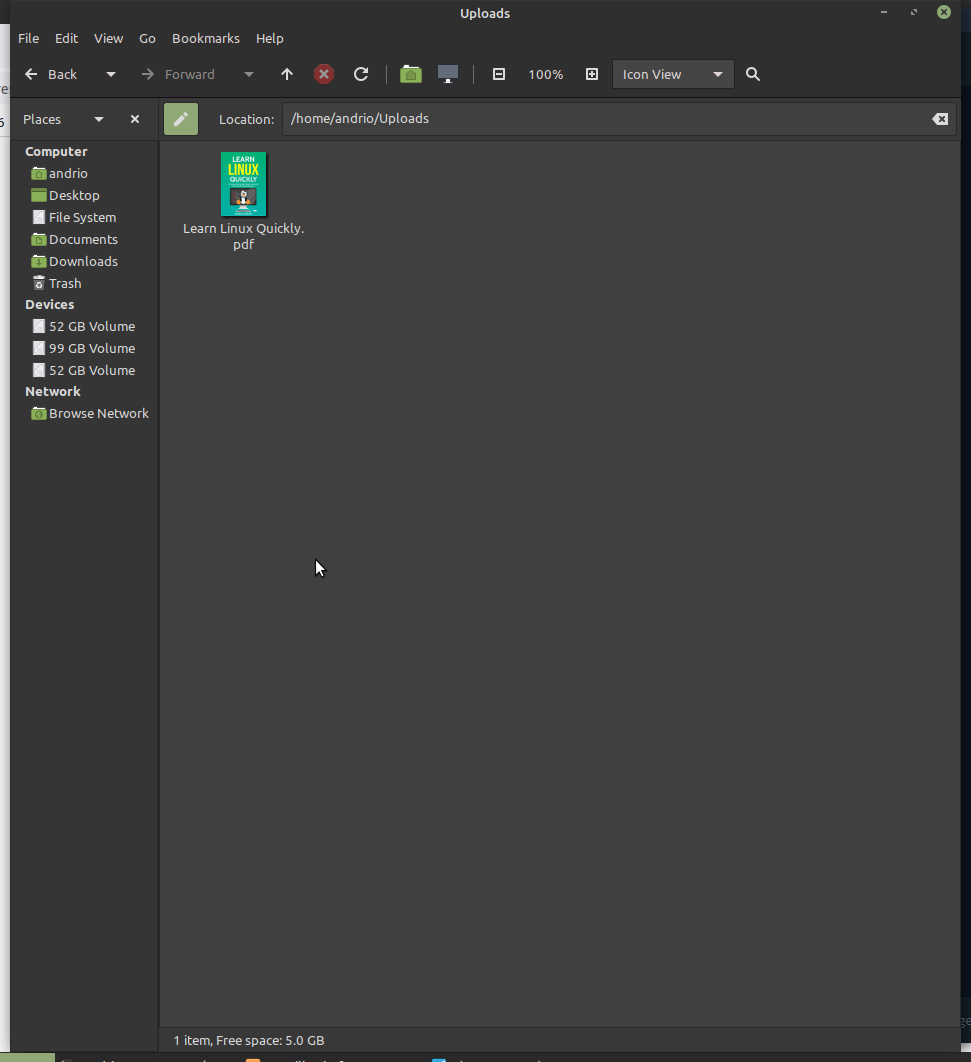 Uploads
File Edit View Go Bookmarks Help
Back Forward 100% Icon View
Places Location: /home/andrio/Uploads
Computer
andrio
Desktop
File System
Documents
Downloads
Trash
Devices
52 GB Volume
99 GB Volume
52 GB Volume
Network
Browse Network
LEARN
LINUX
QUICKLY
Learn Linux Quickly.
pdf
1 item, Free space: 5.0 GB